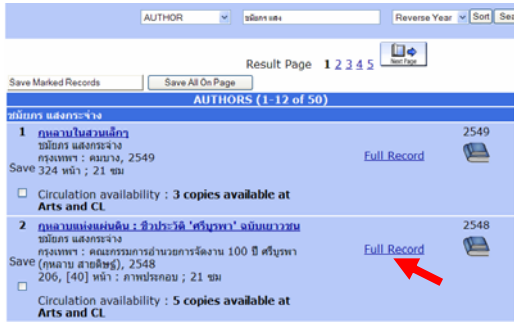 AUTHOR ชมัยภร แสง Reverse Year Sort Sea
Result Page 1 2 3 4 5 Next Page
Save Marked Records Save All On Page
AUTHORS (1-12 of 50)
ชมัยภร แสงกระจ่าง
1 กุหลาบในสวนเล็กๆ 2549
ชมัยภร แสงกระจ่าง
กรุงเทพฯ : คมบาง, 2549 Full Record
Save 324 หน้า ; 21 ซม
Circulation availability : 3 copies available at
Arts and CL
2 กุหลาบแห่งแผ่นดิน : ชีวประวัติ 'ศรีบูรพา' ฉบับเยาวชน 2548
ชมัยภร แสงกระจ่าง
กรุงเทพฯ : คณะกรรมการอำนวยการจัดงาน 100 ปี ศรีบูรพา Full Record
Save (กุหลาบ สายดิษฐ์), 2548
206, [40] หน้า : ภาพประกอบ ; 21 ซม
Circulation availability : 5 copies available at
Arts and CL